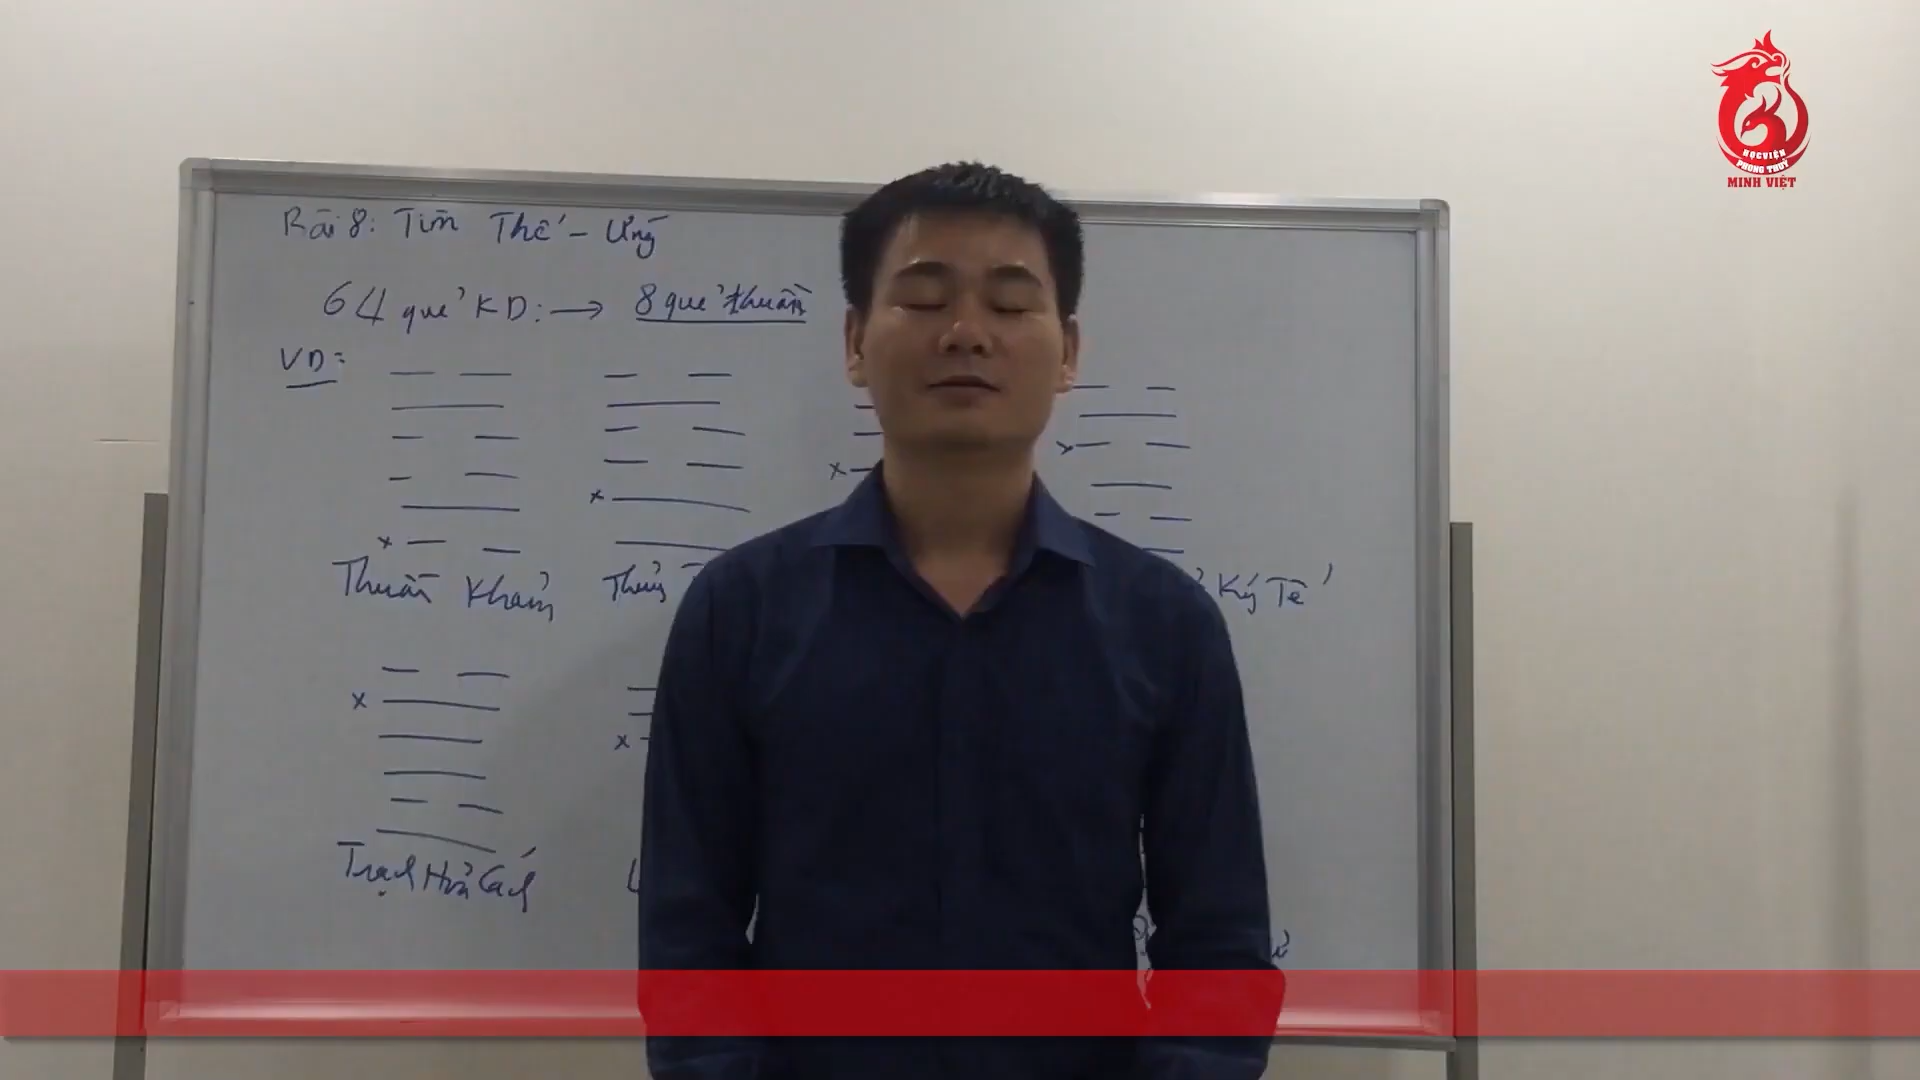 HỌC VIỆN
PHONG THUỶ
MINH VIỆT
Bài 8: Tìm Thế - Ứng
64 quẻ KD: → 8 quẻ thuần
VD:
x
x
x
x
Thuần Khảm
Thủy
Ký Tế
x
x
Trạch Hỏa Cách